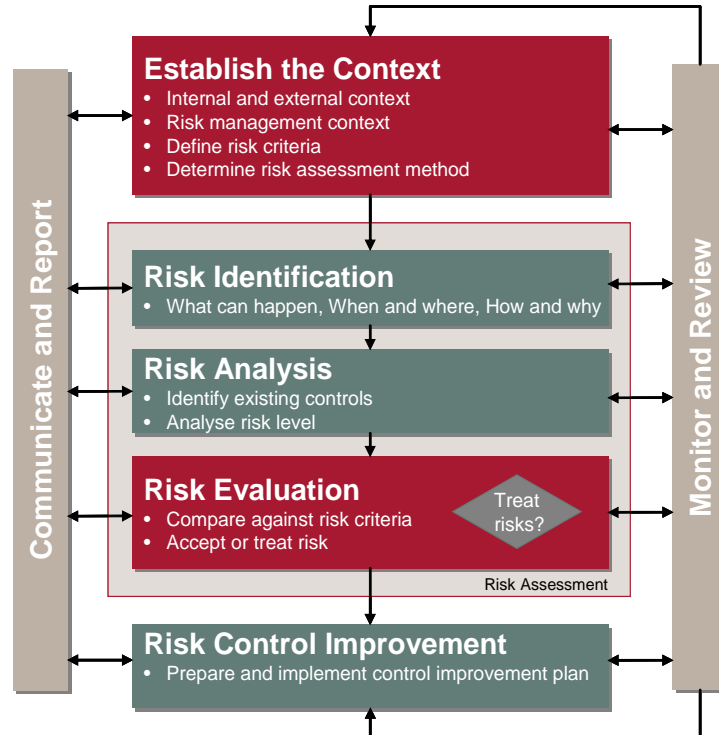 Establish the Context
• Internal and external context
• Risk management context
• Define risk criteria
• Determine risk assessment method
Communicate and Report
Monitor and Review
Risk Identification
• What can happen, When and where, How and why
Risk Analysis
• Identify existing controls
• Analyse risk level
Risk Evaluation
• Compare against risk criteria
• Accept or treat risk
Treat
risks?
Risk Assessment
Risk Control Improvement
• Prepare and implement control improvement plan